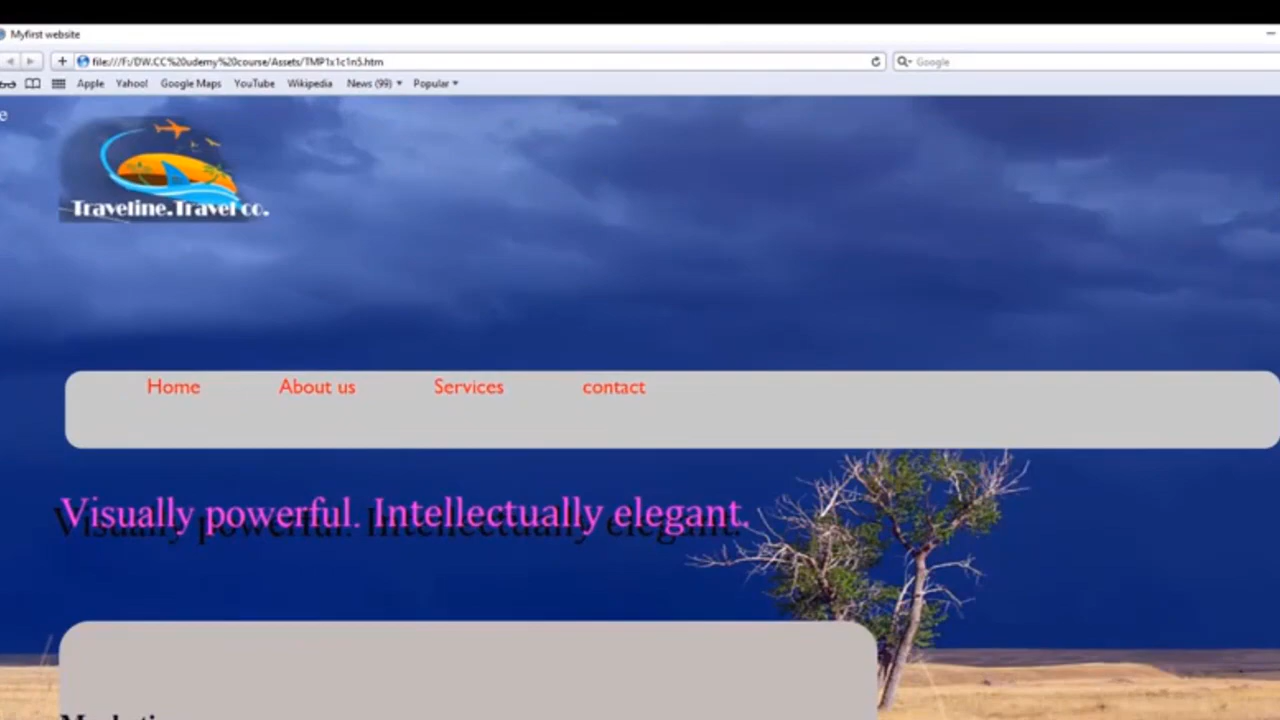 Myfirst website
file:///F:/DW.CC%20udemy%20course/Assets/TMP1x1c1n5.htm
Google
Apple Yahoo! Google Maps YouTube Wikipedia News (99) Popular
e
Traveline.Travel co.
Home About us Services contact
Visually powerful. Intellectually elegant.